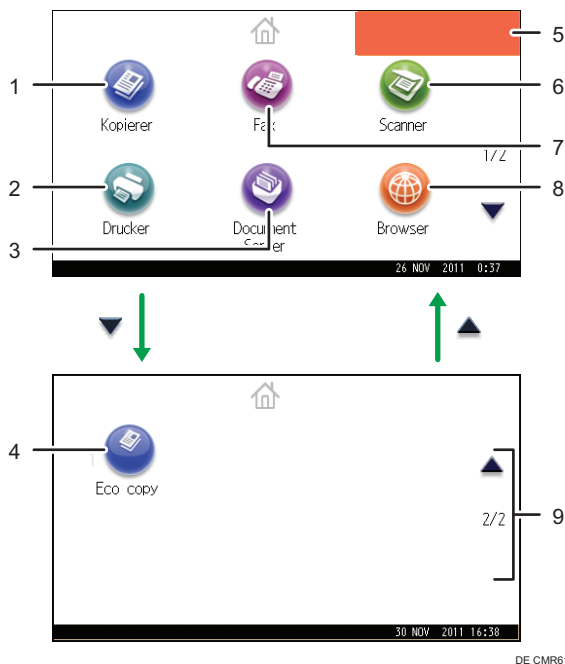 5
1
6
Kopierer
Fax
Scanner
7
1/2
2
8
Drucker
Document
Server
Browser
3
26 NOV 2011 0:37
4
Eco copy
2/2
9
30 NOV 2011 16:38
DE CMR6